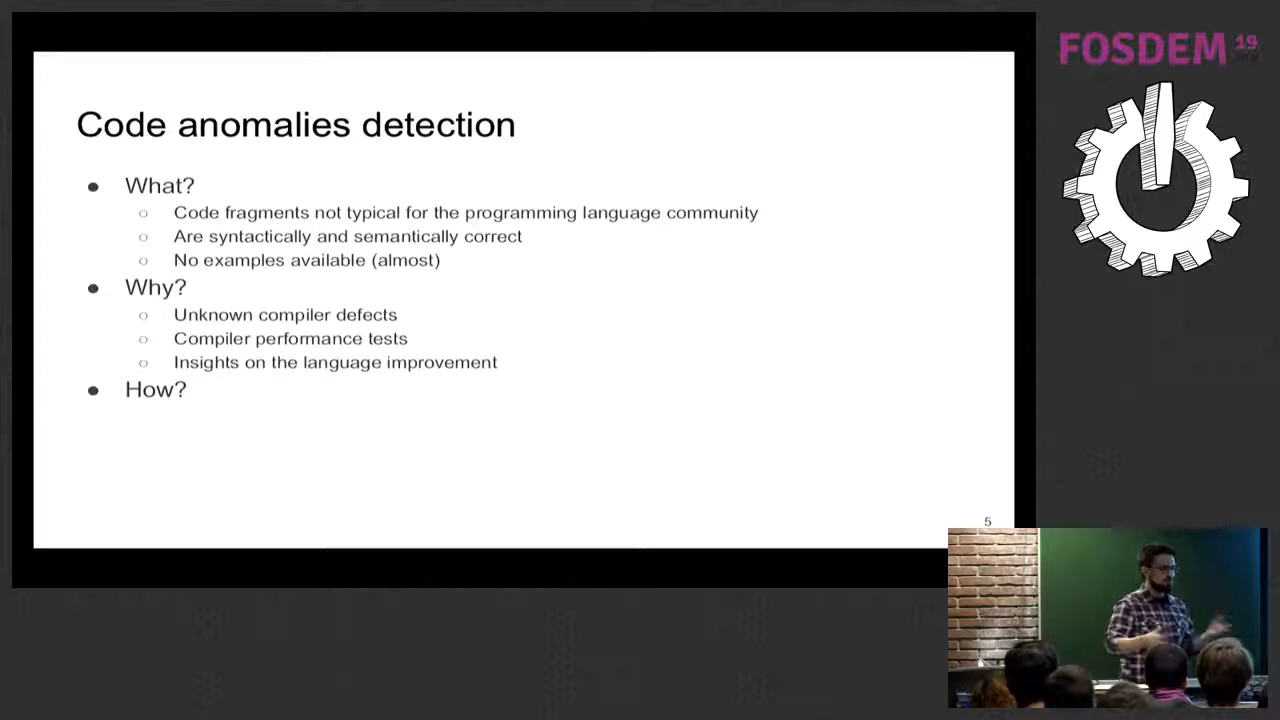 FOSDEM 19
Code anomalies detection
● What?
○ Code fragments not typical for the programming language community
○ Are syntactically and semantically correct
○ No examples available (almost)
● Why?
○ Unknown compiler defects
○ Compiler performance tests
○ Insights on the language improvement
● How?
5